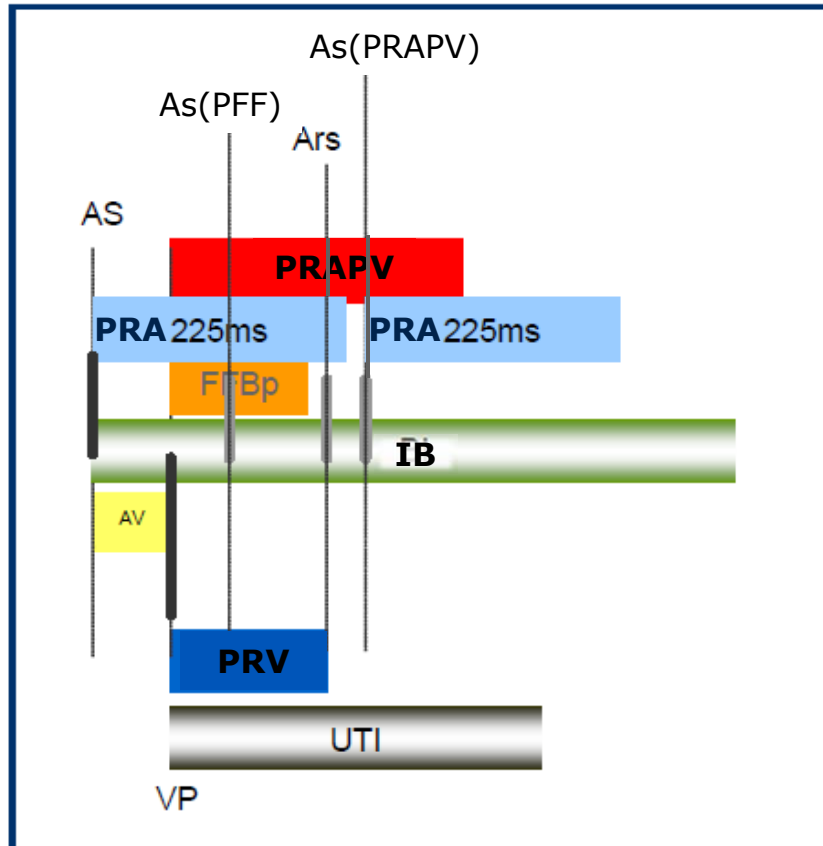 As(PRAPV)
As(PFF)
Ars
AS
PRAPV
PRA 225ms
PRA 225ms
FFBp
IB
AV
PRV
UTI
VP